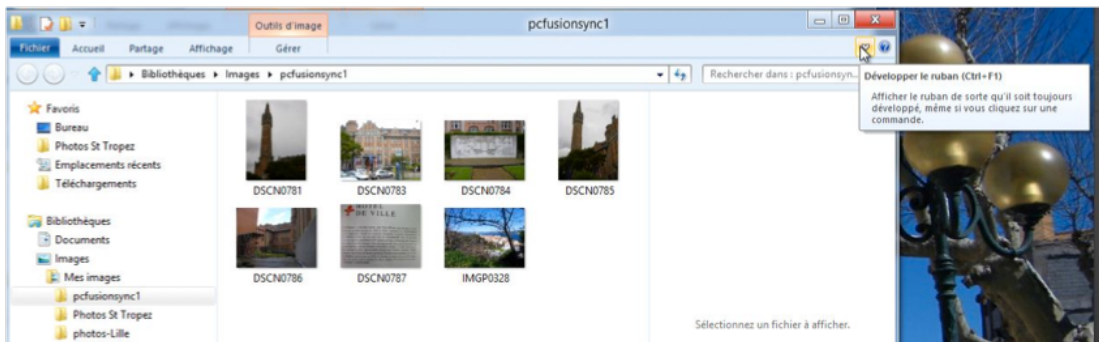 Outils d'image
pcfusionsync1
Fichier Accueil Partage Affichage Gérer
Bibliothèques Images pcfusionsync1
Rechercher dans : pcfusionsyn...
Développer le ruban (Ctrl+F1)
Afficher le ruban de sorte qu'il soit toujours
développé, même si vous cliquez sur une
commande.
Favoris
Bureau
Photos St Tropez
Emplacements récents
Téléchargements
Bibliothèques
Documents
Images
Mes images
pcfusionsync1
Photos St Tropez
photos-Lille
DSCN0781 DSCN0783 DSCN0784 DSCN0785
HOTEL
DE VILLE
DSCN0786 DSCN0787 IMGP0328
Sélectionnez un fichier à afficher.